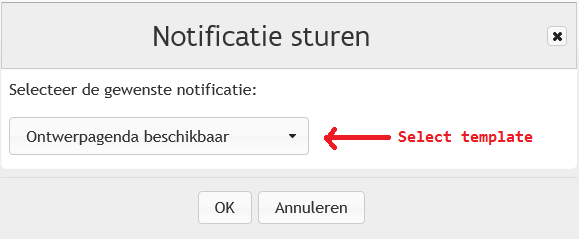 Notificatie sturen
Selecteer de gewenste notificatie:
Ontwerpagenda beschikbaar
Select template
OK
Annuleren